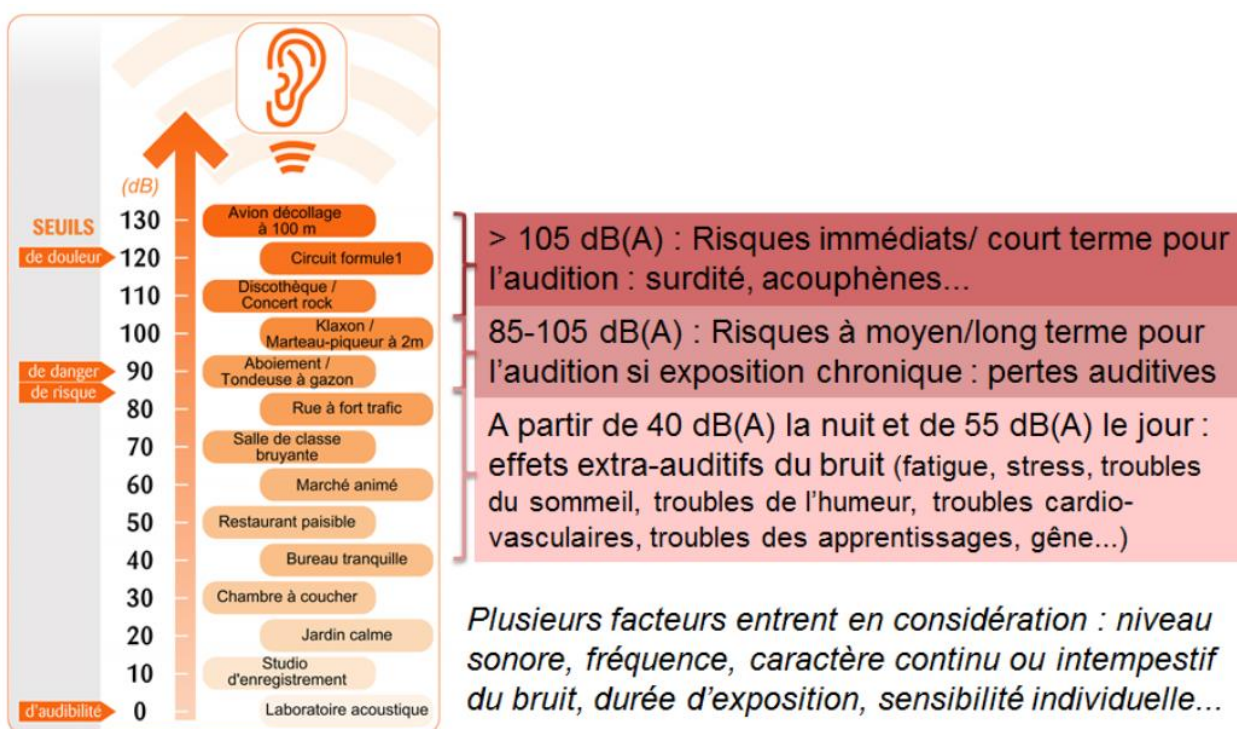 (dB)
SEUILS
130
Avion décollage
à 100 m
de douleur
120
Circuit formule1
110
Discothèque /
Concert rock
100
Klaxon /
Marteau-piqueur à 2m
de danger
90
Aboiement /
Tondeuse à gazon
de risque
80
Rue à fort trafic
70
Salle de classe
bruyante
60
Marché animé
50
Restaurant paisible
40
Bureau tranquille
30
Chambre à coucher
20
Jardin calme
10
Studio
d'enregistrement
d'audibilité
0
Laboratoire acoustique
> 105 dB(A) : Risques immédiats/ court terme pour
l'audition : surdité, acouphènes...
85-105 dB(A) : Risques à moyen/long terme pour
l'audition si exposition chronique : pertes auditives
A partir de 40 dB(A) la nuit et de 55 dB(A) le jour :
effets extra-auditifs du bruit (fatigue, stress, troubles
du sommeil, troubles de l'humeur, troubles cardio-
vasculaires, troubles des apprentissages, gêne...)
Plusieurs facteurs entrent en considération : niveau
sonore, fréquence, caractère continu ou intempestif
du bruit, durée d'exposition, sensibilité individuelle...